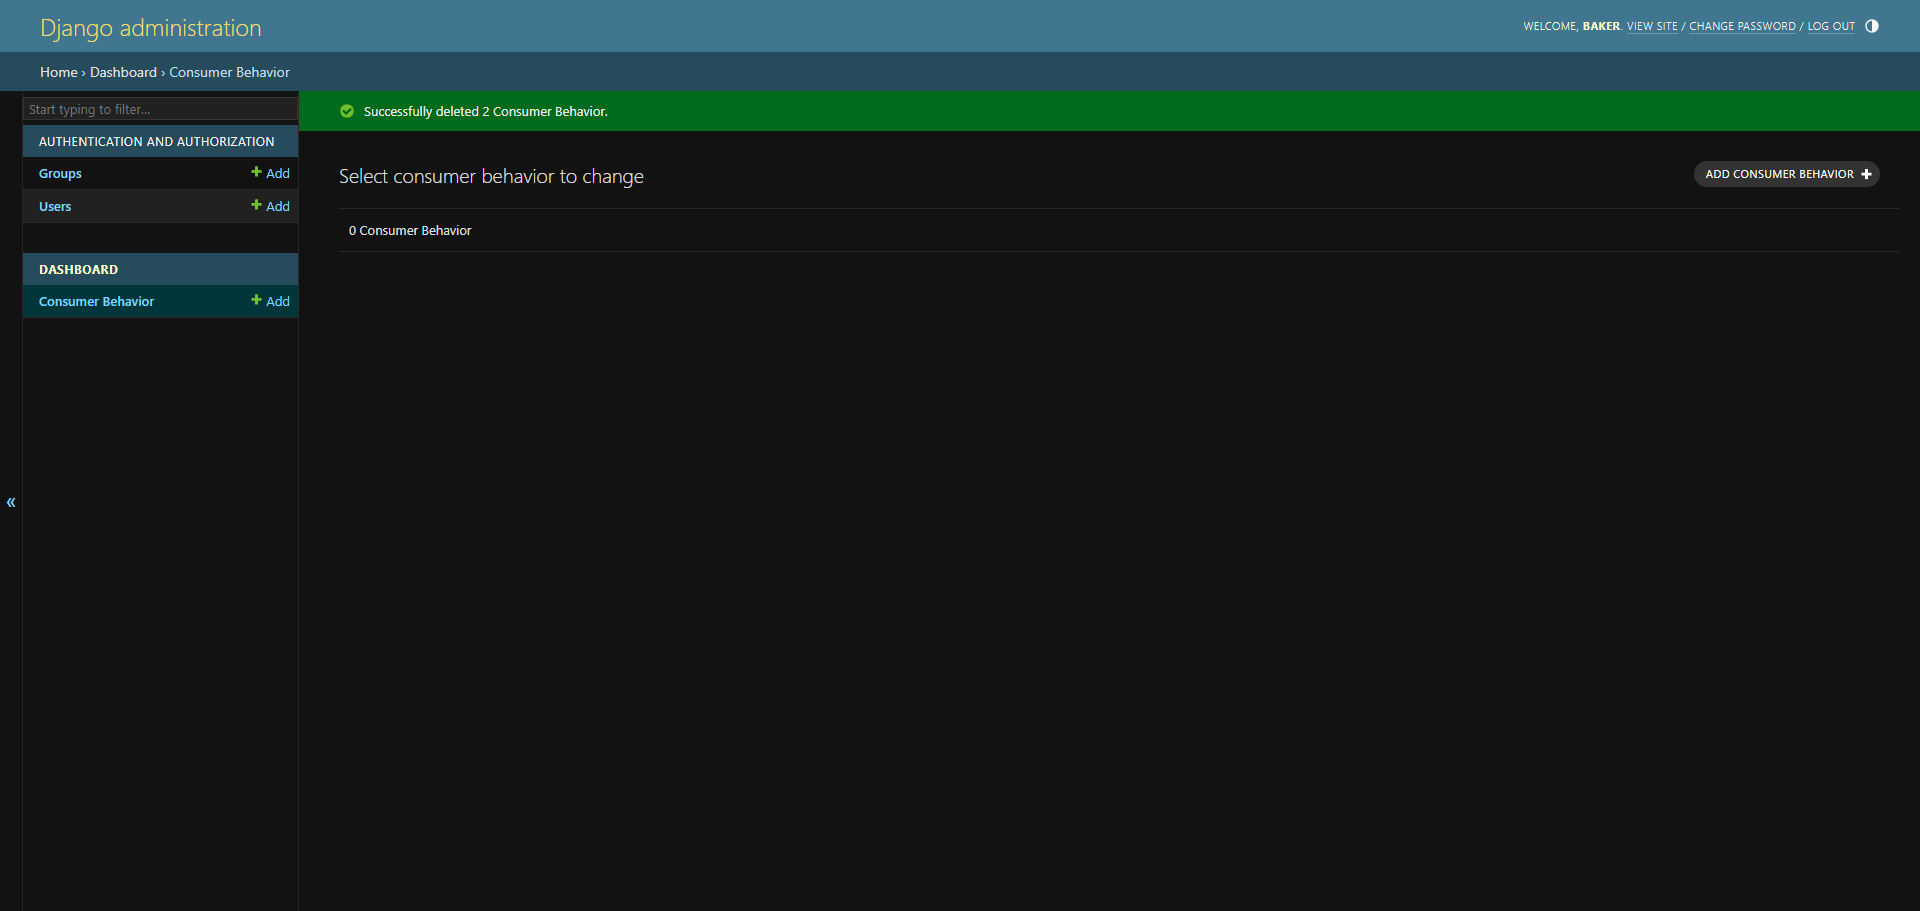 Django administration
WELCOME, BAKER. VIEW SITE / CHANGE PASSWORD / LOG OUT
Home › Dashboard › Consumer Behavior
Start typing to filter...
AUTHENTICATION AND AUTHORIZATION
Groups + Add
Users + Add
DASHBOARD
Consumer Behavior + Add
«
Successfully deleted 2 Consumer Behavior.
Select consumer behavior to change
ADD CONSUMER BEHAVIOR +
0 Consumer Behavior